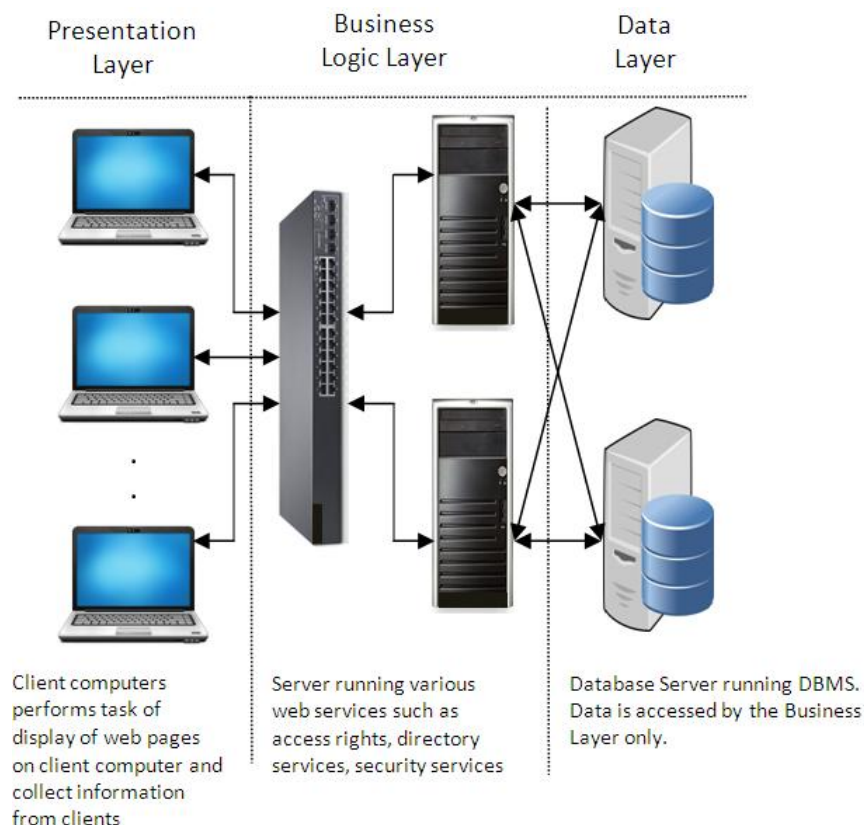 Presentation
Layer
Business
Logic Layer
Data
Layer
.
.
Client computers
performs task of
display of web pages
on client computer and
collect information
from clients
Server running various
web services such as
access rights, directory
services, security services
Database Server running DBMS.
Data is accessed by the Business
Layer only.